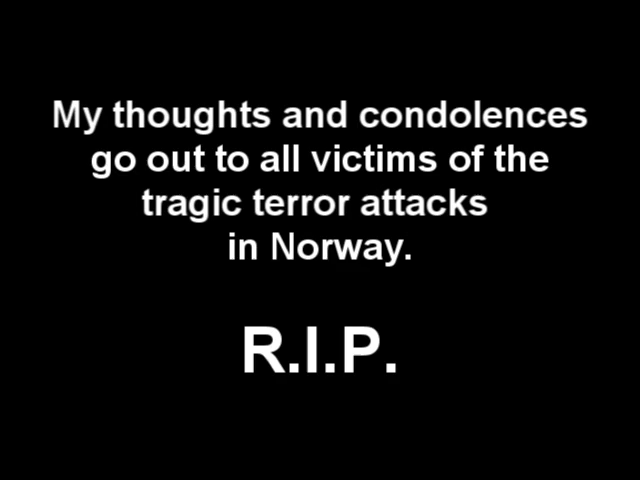 My thoughts and condolences
go out to all victims of the
tragic terror attacks
in Norway.
R.I.P.